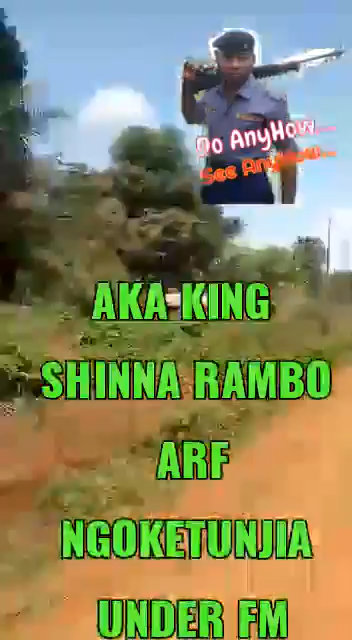 Do AnyHow...
See AnyHow...
AKA KING
SHINNA RAMBO
ARF
NGOKETUNJIA
UNDER FM